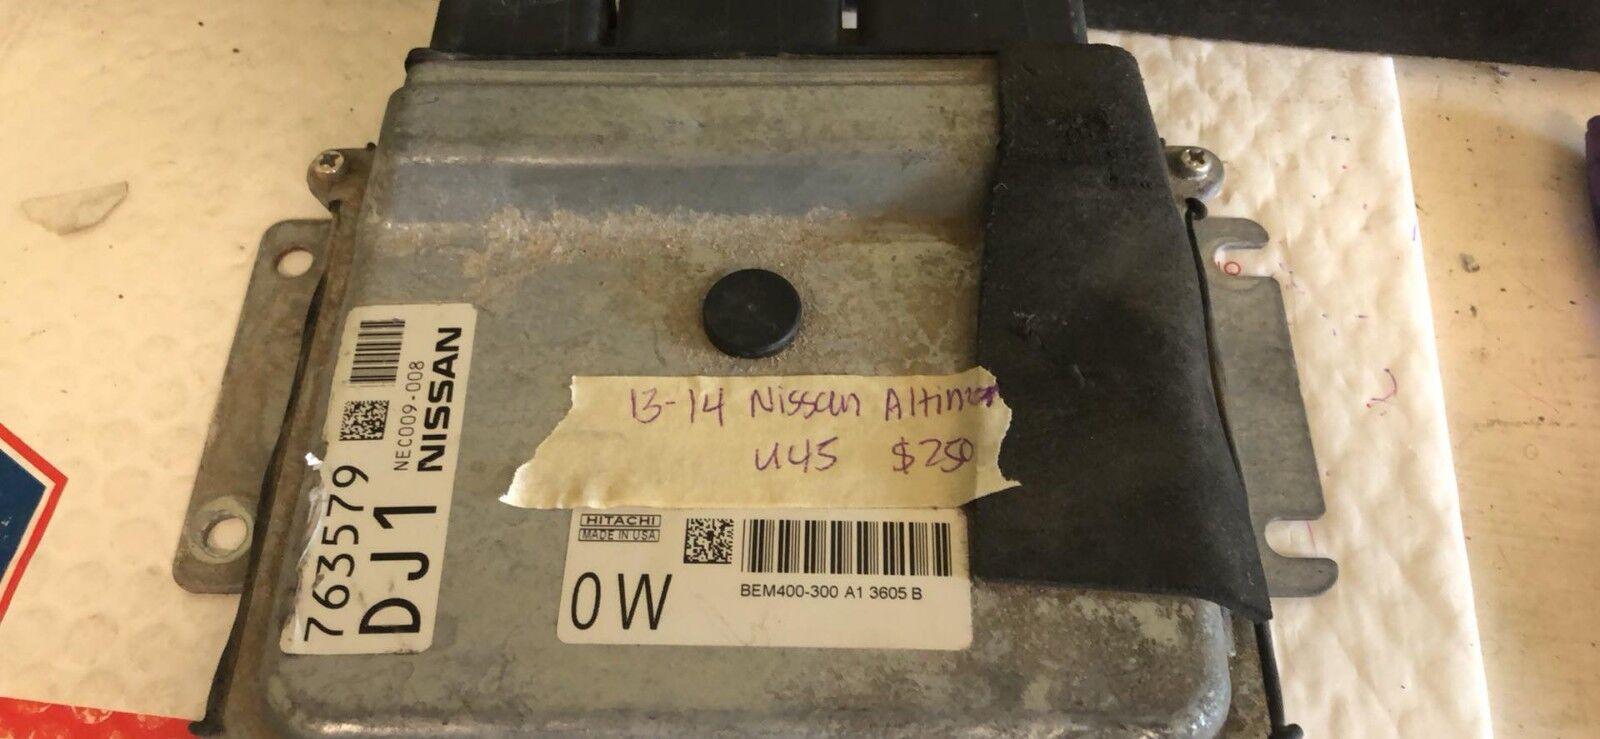 13-14 Nissan Altima
U45 $250
763579
DJ1
NEC009-008
NISSAN
HITACHI
MADE IN USA
0 W
BEM400-300 A1 3605 B